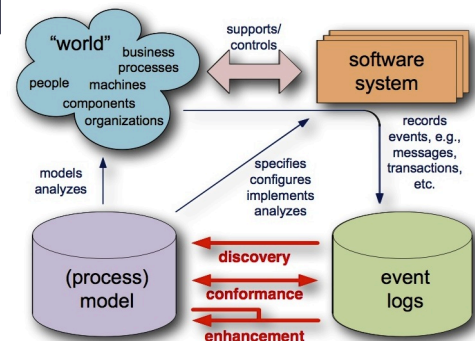 “world”
business
processes
people
machines
components
organizations
supports/
controls
software
system
records
events, e.g.,
messages,
transactions,
etc.
models
analyzes
specifies
configures
implements
analyzes
discovery
(process)
model
conformance
event
logs
enhancement